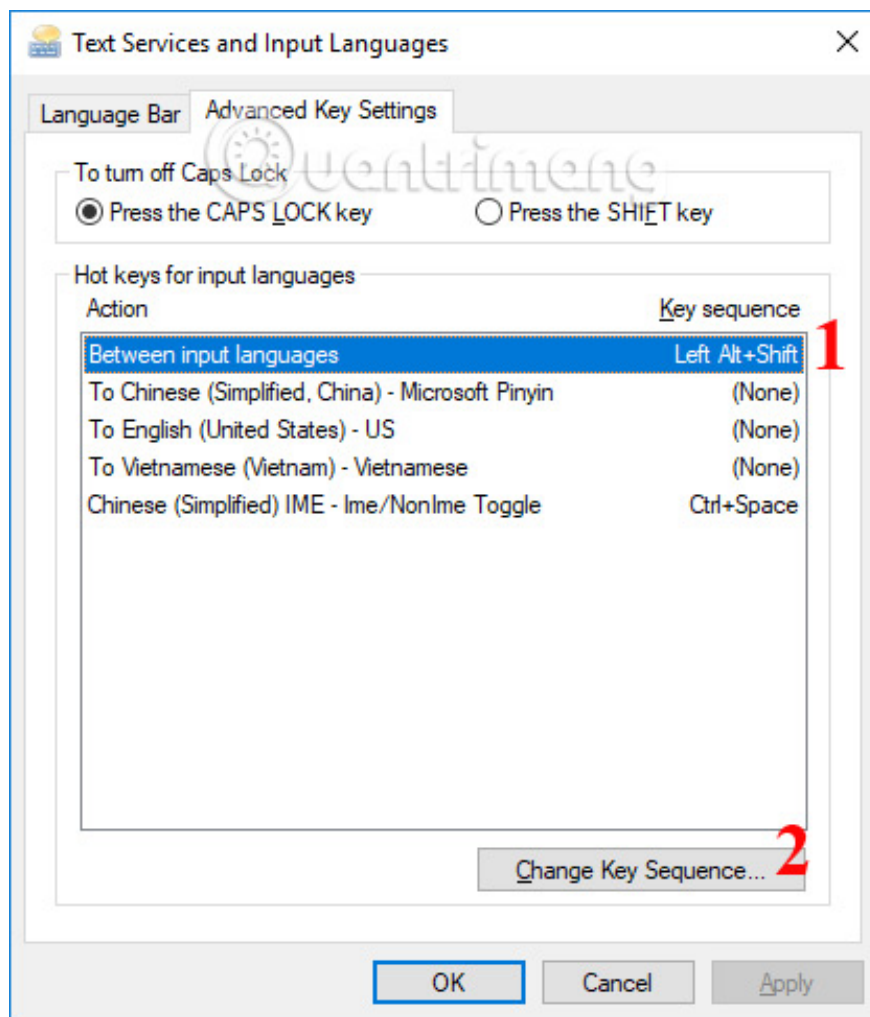 Text Services and Input Languages
Language Bar Advanced Key Settings
Quantrimang
To turn off Caps Lock
Press the CAPS LOCK key Press the SHIFT key
Hot keys for input languages
Action Key sequence
Between input languages Left Alt+Shift 1
To Chinese (Simplified, China) - Microsoft Pinyin (None)
To English (United States) - US (None)
To Vietnamese (Vietnam) - Vietnamese (None)
Chinese (Simplified) IME - Ime/NonIme Toggle Ctrl+Space
Change Key Sequence... 2
OK Cancel Apply